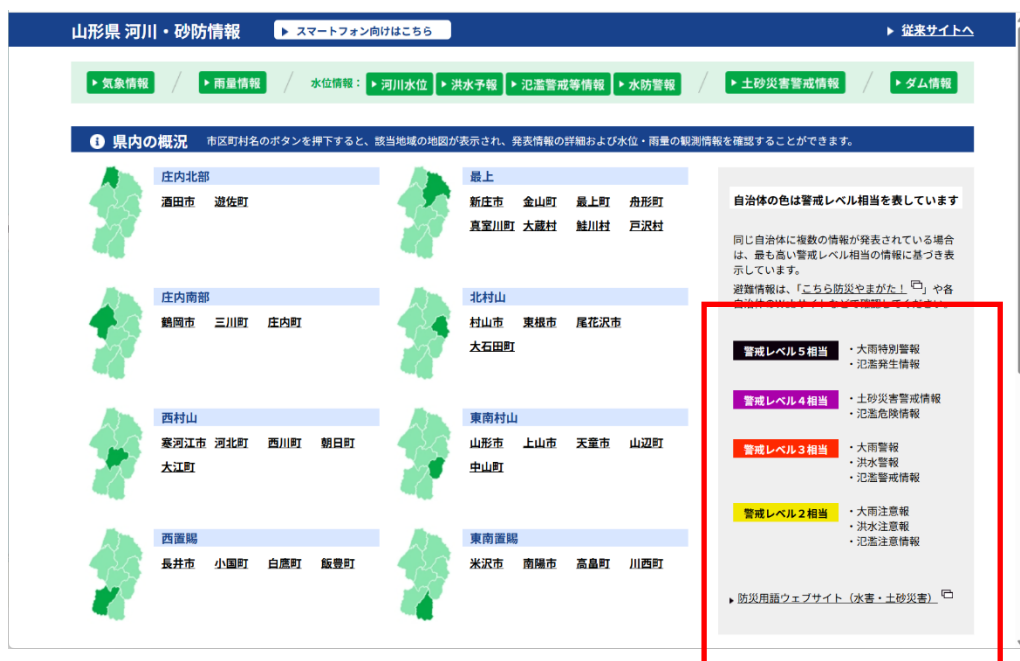 山形県 河川・砂防情報
スマートフォン向けはこちら
従来サイトへ
気象情報
雨量情報
水位情報：
河川水位
洪水予報
氾濫警戒等情報
水防警報
土砂災害警戒情報
ダム情報
県内の概況
市区町村名のボタンを押下すると、該当地域の地図が表示され、発表情報の詳細および水位・雨量の観測情報を確認することができます。
庄内北部
酒田市 遊佐町
最上
新庄市 金山町 最上町 舟形町
真室川町 大蔵村 鮭川村 戸沢村
庄内南部
鶴岡市 三川町 庄内町
北村山
村山市 東根市 尾花沢市
大石田町
西村山
寒河江市 河北町 西川町 朝日町
大江町
東南村山
山形市 上山市 天童市 山辺町
中山町
西置賜
長井市 小国町 白鷹町 飯豊町
東南置賜
米沢市 南陽市 高畠町 川西町
自治体の色は警戒レベル相当を表しています
同じ自治体に複数の情報が発表されている場合
は、最も高い警戒レベル相当の情報に基づき表
示しています。
避難情報は、「こちら防災やまがた！」や各
自治体のWebサイトなどで確認してください。
警戒レベル５相当
・大雨特別警報
・氾濫発生情報
警戒レベル４相当
・土砂災害警戒情報
・氾濫危険情報
警戒レベル３相当
・大雨警報
・洪水警報
・氾濫警戒情報
警戒レベル２相当
・大雨注意報
・洪水注意報
・氾濫注意情報
防災用語ウェブサイト（水害・土砂災害）